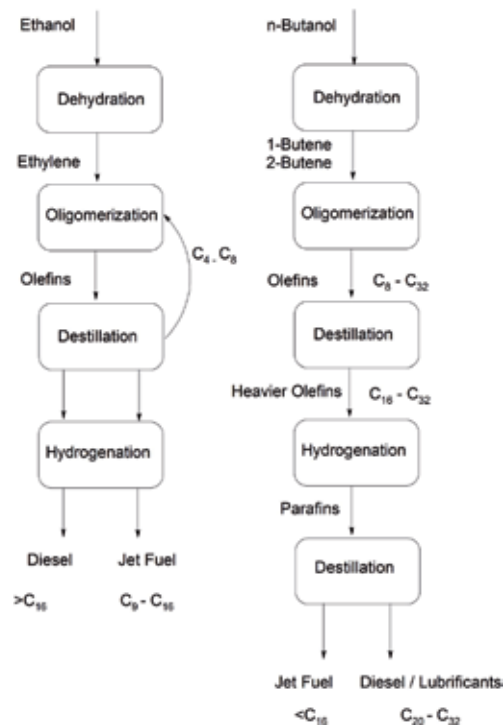 Ethanol
Dehydration
Ethylene
Oligomerization
C4 - C8
Olefins
Destillation
Hydrogenation
Diesel
Jet Fuel
>C16
C9 - C16
n-Butanol
Dehydration
1-Butene
2-Butene
Oligomerization
Olefins
C8 - C32
Destillation
Heavier Olefins
C16 - C32
Hydrogenation
Parafins
Destillation
Jet Fuel
Diesel / Lubrificants
<C16
C20 - C32